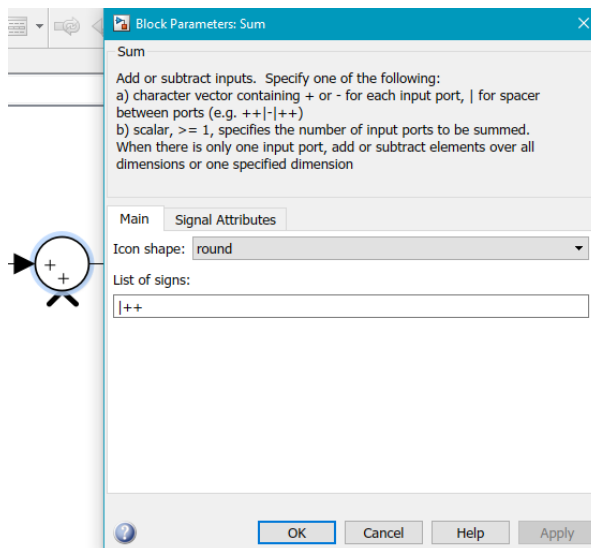 Block Parameters: Sum
Sum
Add or subtract inputs.  Specify one of the following:
a) character vector containing + or - for each input port, | for spacer
between ports (e.g. ++|-|++)
b) scalar, >= 1, specifies the number of input ports to be summed.
When there is only one input port, add or subtract elements over all
dimensions or one specified dimension
Main Signal Attributes
Icon shape: round
List of signs:
|++
+
+
OK Cancel Help Apply